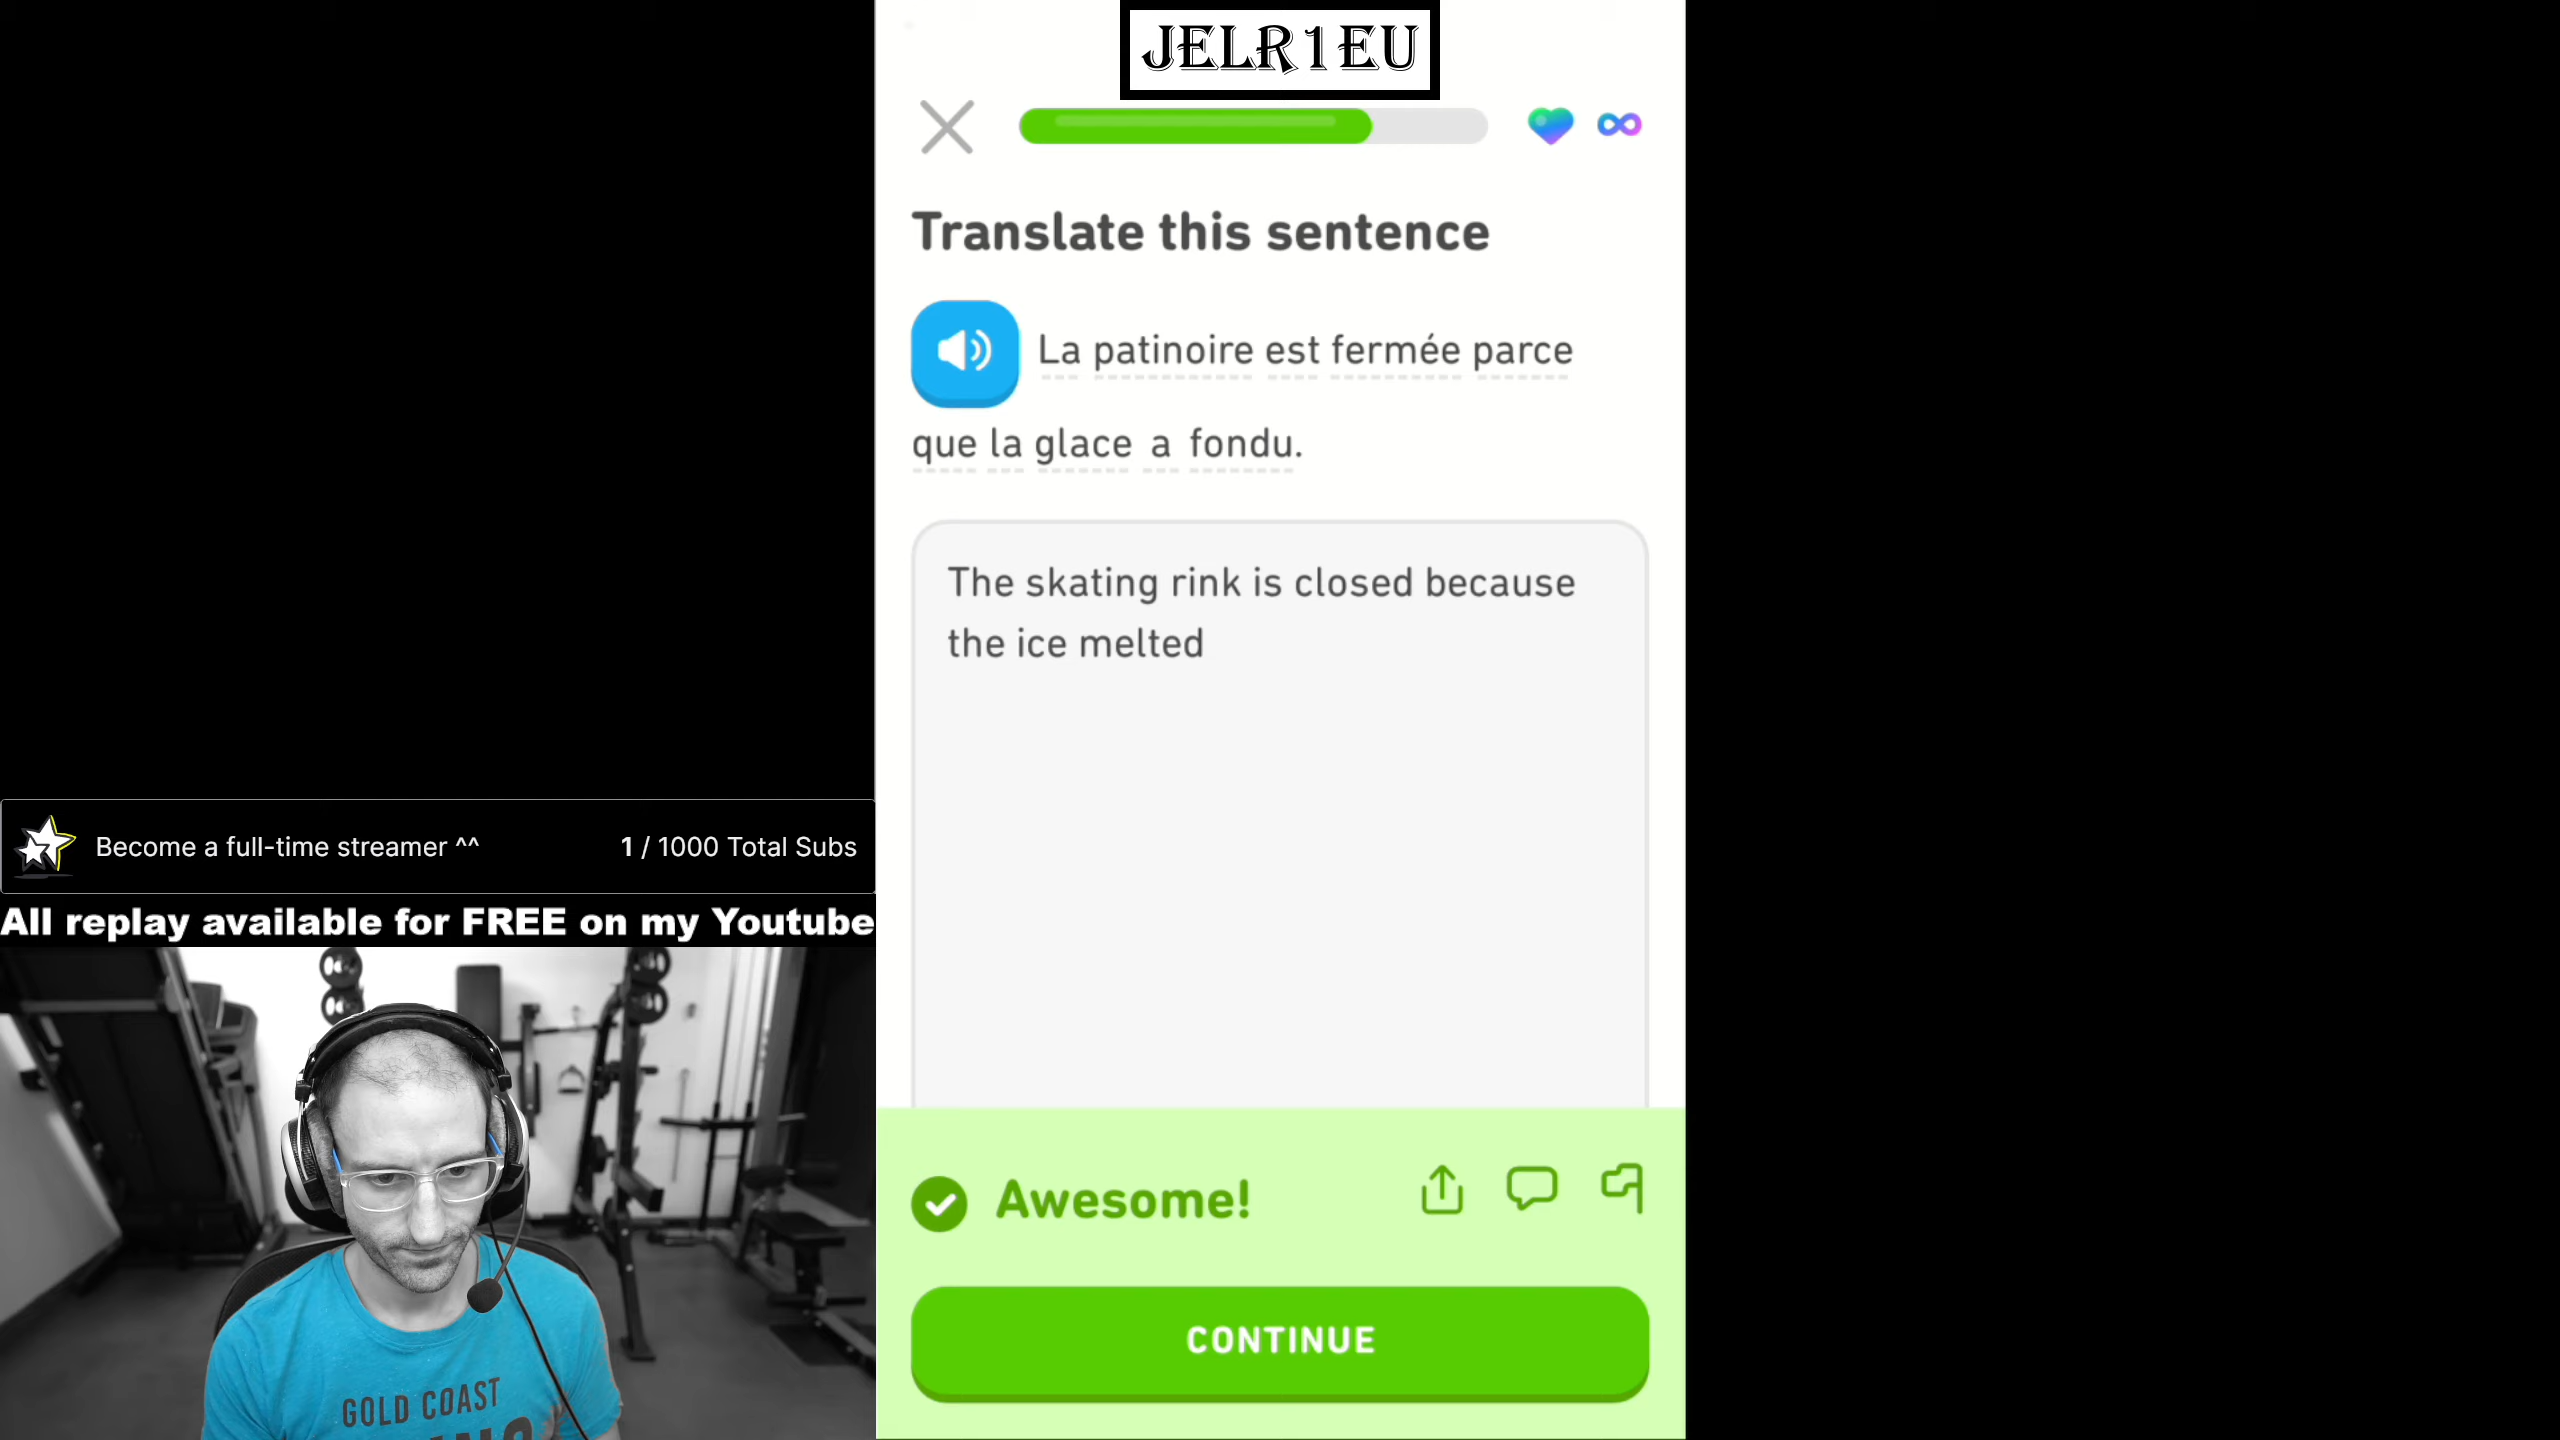 JELR1EU
Translate this sentence
La patinoire est fermée parce
que la glace a fondu.
The skating rink is closed because
the ice melted
Become a full-time streamer ^^ 1 / 1000 Total Subs
All replay available for FREE on my Youtube
Awesome!
CONTINUE
GOLD COAST